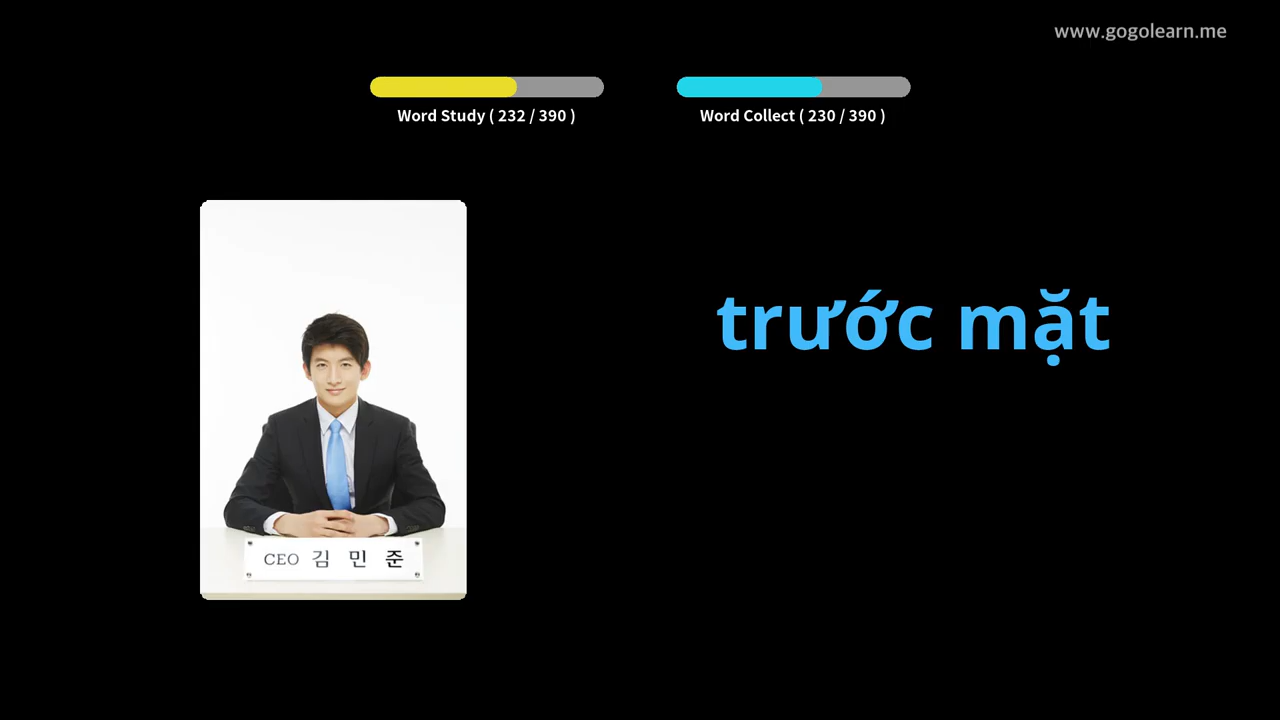 www.gogolearn.me
Word Study ( 232 / 390 )
Word Collect ( 230 / 390 )
trước mặt
CEO 김 민 준